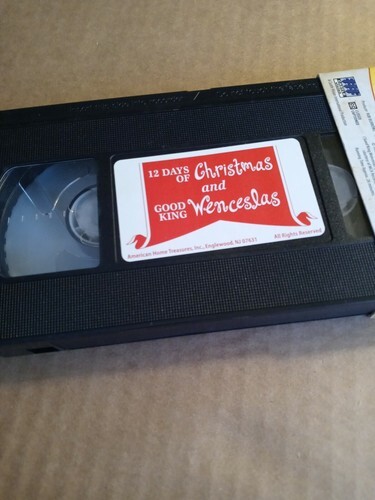 12 DAYS OF Christmas
and
GOOD KING Wenceslas
American Home Treasures, Inc., Englewood, NJ 07631
All Rights Reserved